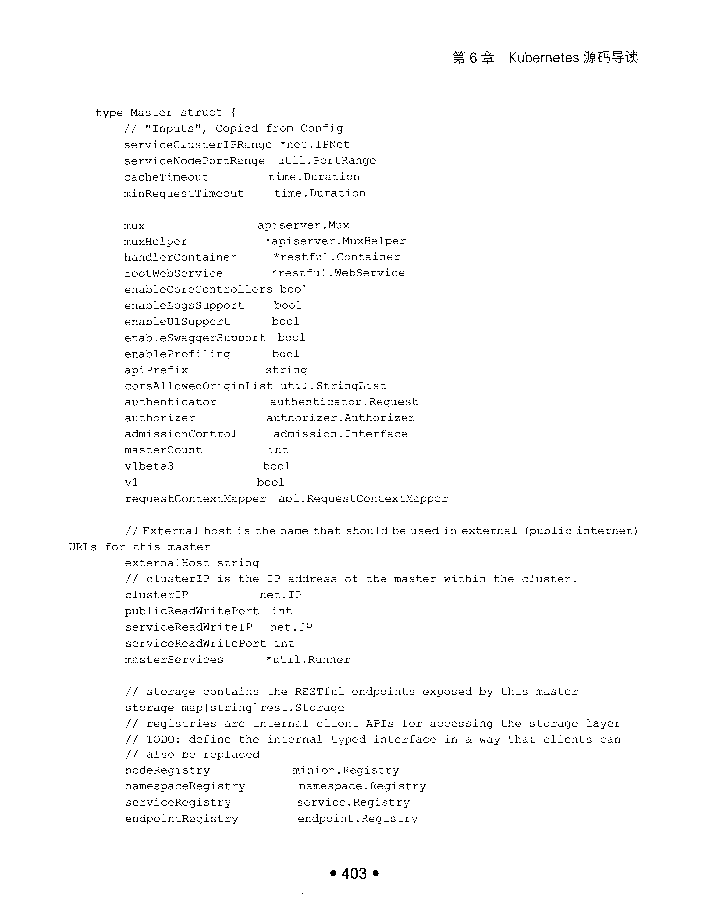 第 6 章 Kubernetes 源码导读
type Master struct {
// "Inputs", Copied from Config
serviceClusterIPRange *net.IPNet
serviceNodePortRange util.PortRange
cacheTimeout time.Duration
minRequestTimeout time.Duration
mux apiserver.Mux
muxHelper *apiserver.MuxHelper
handlerContainer *restful.Container
rootWebService *restful.WebService
enableCoreControllers bool
enableLogsSupport bool
enableUISupport bool
enableSwaggerSupport bool
enableProfiling bool
apiPrefix string
corsAllowedOriginList util.StringList
authenticator authenticator.Request
authorizer authorizer.Authorizer
admissionControl admission.Interface
masterCount int
v1beta3 bool
v1 bool
requestContextMapper api.RequestContextMapper
// External host is the name that should be used in external (public internet)
URLs for this master
externalHost string
// clusterIP is the IP address of the master within the cluster.
clusterIP net.IP
publicReadWritePort int
serviceReadWriteIP net.IP
serviceReadWritePort int
masterServices *util.Runner
// storage contains the RESTful endpoints exposed by this master
storage map[string]rest.Storage
// registries are internal client APIs for accessing the storage layer
// TODO: define the internal typed interface in a way that clients can
// also be replaced
nodeRegistry minion.Registry
namespaceRegistry namespace.Registry
serviceRegistry service.Registry
endpointRegistry endpoint.Registry
• 403 •